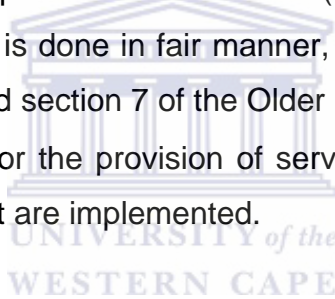 is done in fair manner,
d section 7 of the Older
or the provision of serv
t are implemented.
UNIVERSITY of the
WESTERN CAPE